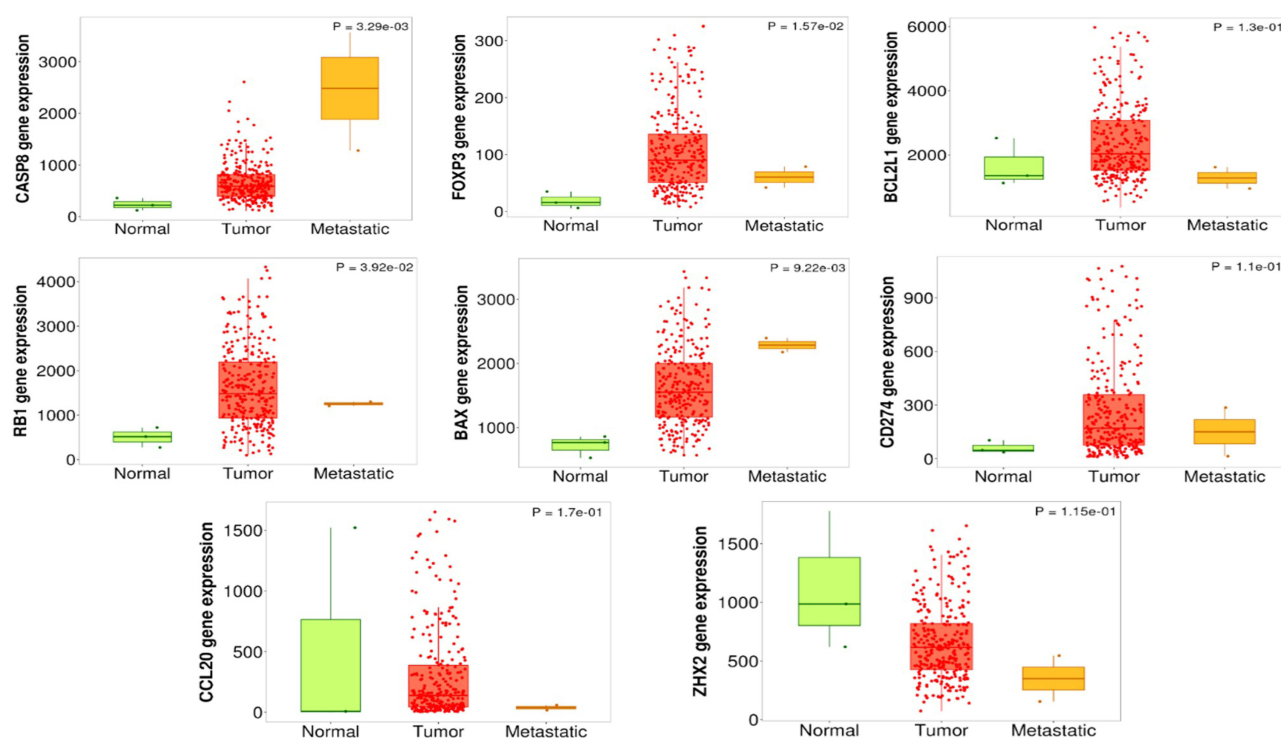 P = 3.29e-03
CASP8 gene expression
3000
2000
1000
0
Normal Tumor Metastatic
P = 1.57e-02
FOXP3 gene expression
300
200
100
0
Normal Tumor Metastatic
P = 1.3e-01
BCL2L1 gene expression
6000
4000
2000
0
Normal Tumor Metastatic
P = 3.92e-02
RB1 gene expression
4000
3000
2000
1000
0
Normal Tumor Metastatic
P = 9.22e-03
BAX gene expression
3000
2000
1000
Normal Tumor Metastatic
P = 1.1e-01
CD274 gene expression
900
600
300
0
Normal Tumor Metastatic
P = 1.7e-01
CCL20 gene expression
1500
1000
500
0
Normal Tumor Metastatic
P = 1.15e-01
ZHX2 gene expression
1500
1000
500
0
Normal Tumor Metastatic